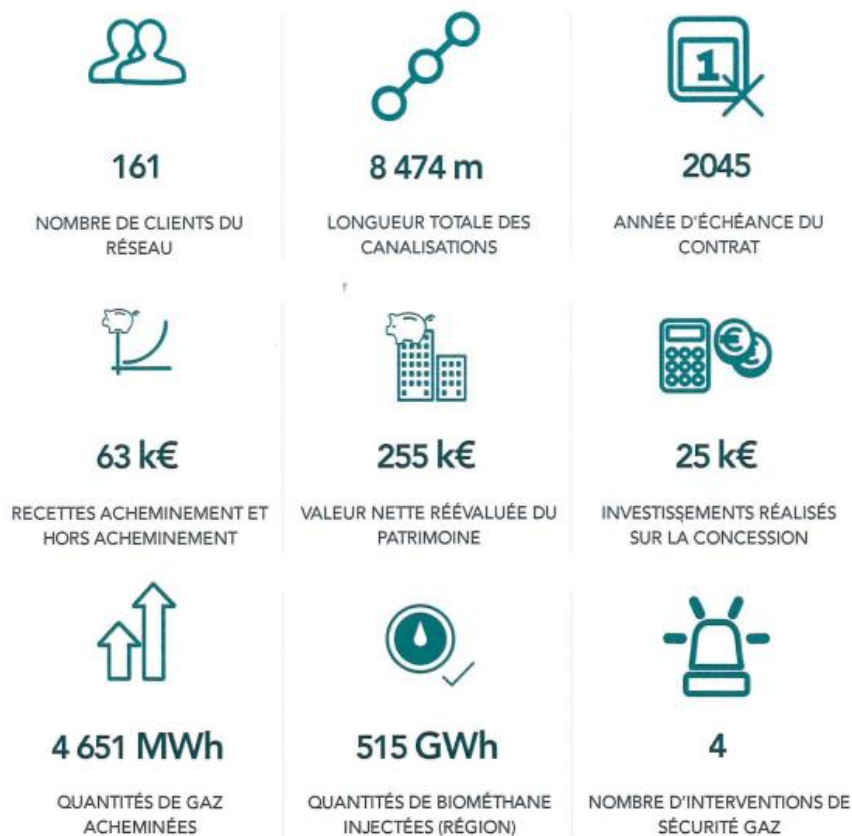 1
161
NOMBRE DE CLIENTS DU
RÉSEAU
8 474 m
LONGUEUR TOTALE DES
CANALISATIONS
2045
ANNÉE D'ÉCHÉANCE DU
CONTRAT
63 k€
RECETTES ACHEMINEMENT ET
HORS ACHEMINEMENT
255 k€
VALEUR NETTE RÉÉVALUÉE DU
PATRIMOINE
€
€
25 k€
INVESTISSEMENTS RÉALISÉS
SUR LA CONCESSION
4 651 MWh
QUANTITÉS DE GAZ
ACHEMINÉES
515 GWh
QUANTITÉS DE BIOMÉTHANE
INJECTÉES (RÉGION)
4
NOMBRE D'INTERVENTIONS DE
SÉCURITÉ GAZ